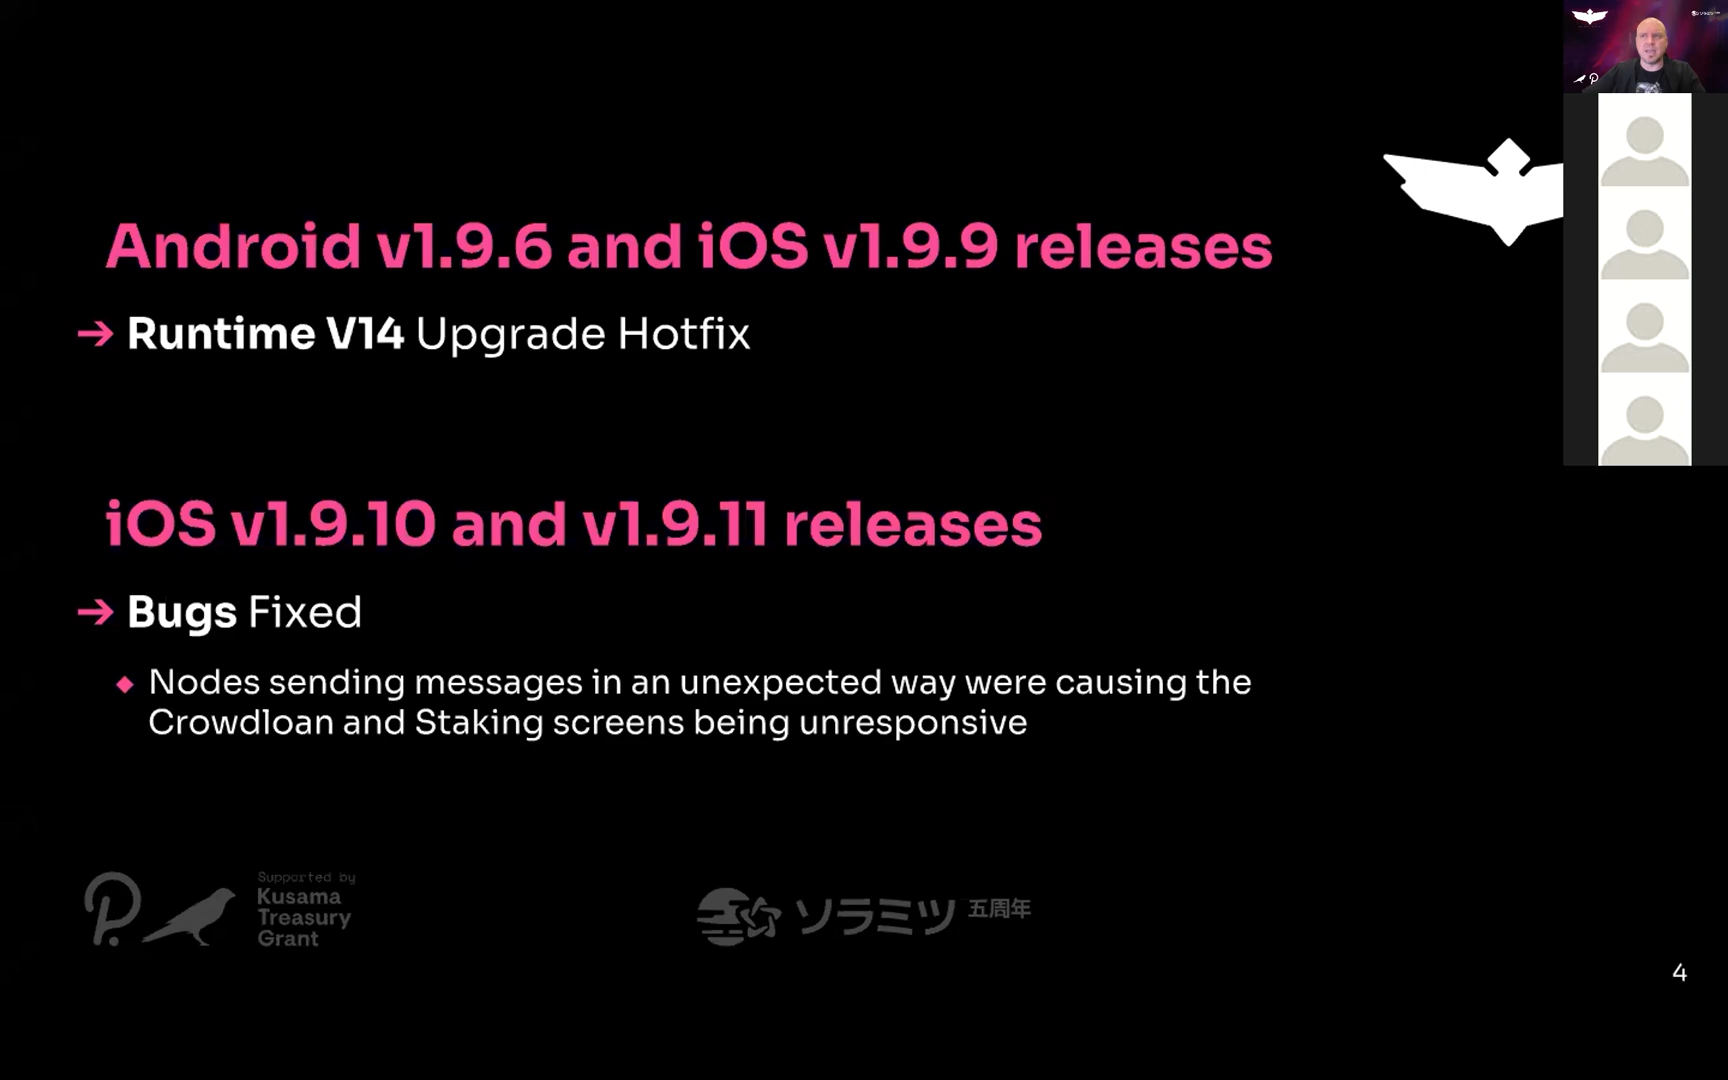 Android v1.9.6 and iOS v1.9.9 releases
→ Runtime V14 Upgrade Hotfix
iOS v1.9.10 and v1.9.11 releases
→ Bugs Fixed
◆ Nodes sending messages in an unexpected way were causing the
Crowdloan and Staking screens being unresponsive
Supported by
Kusama
Treasury
Grant
ソラミツ 五周年
4